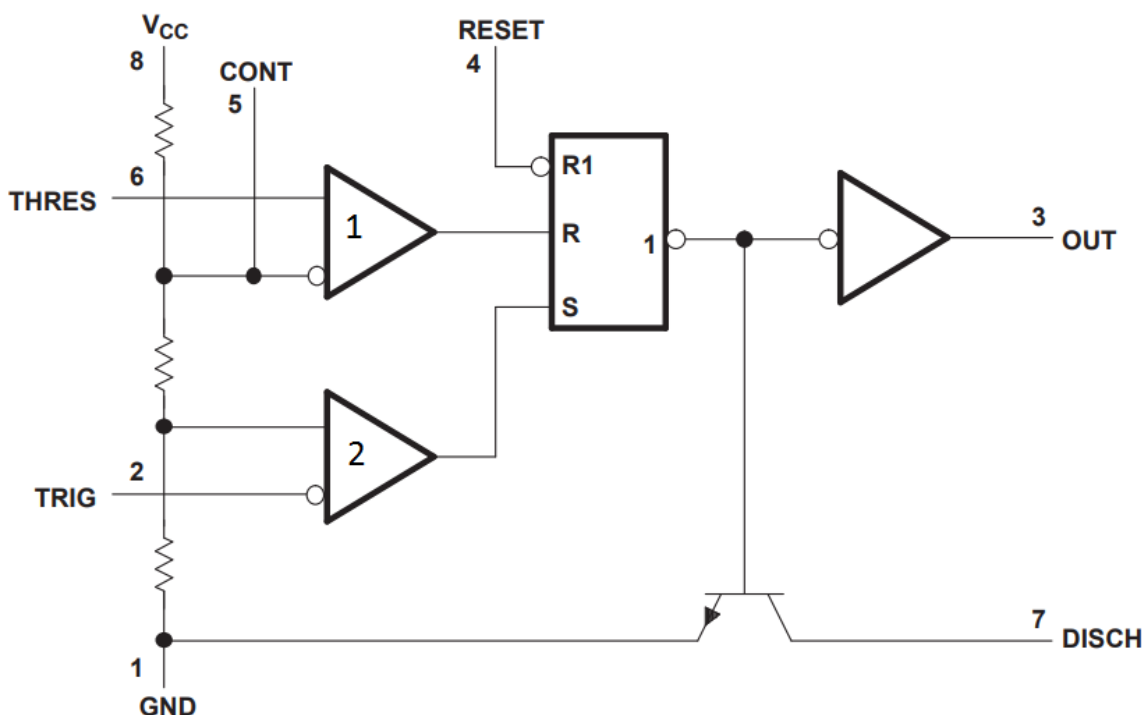 VCC
8
RESET
4
CONT
5
6
THRES
1
R1
R
1
S
3
OUT
2
2
TRIG
7
DISCH
1
GND